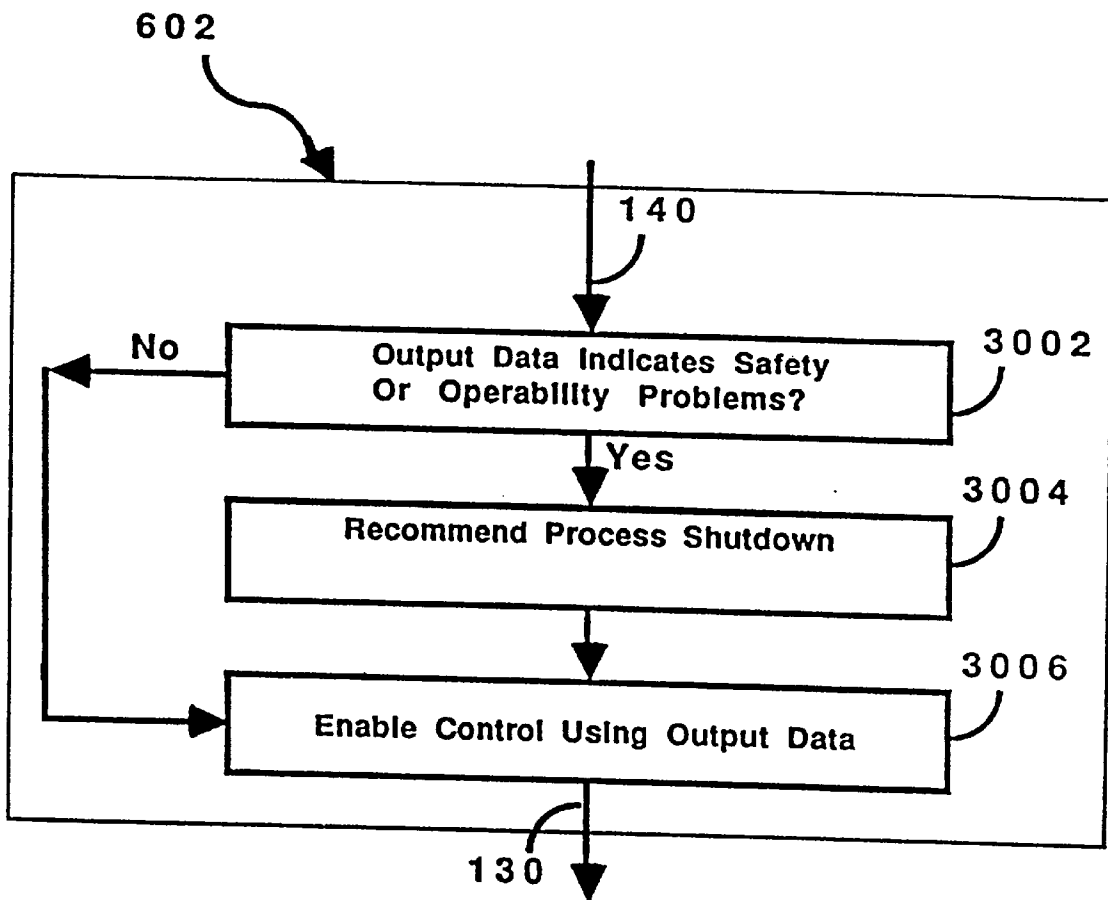 602
140
No
Output Data Indicates Safety
Or Operability Problems?
3002
Yes
3004
Recommend Process Shutdown
3006
Enable Control Using Output Data
130